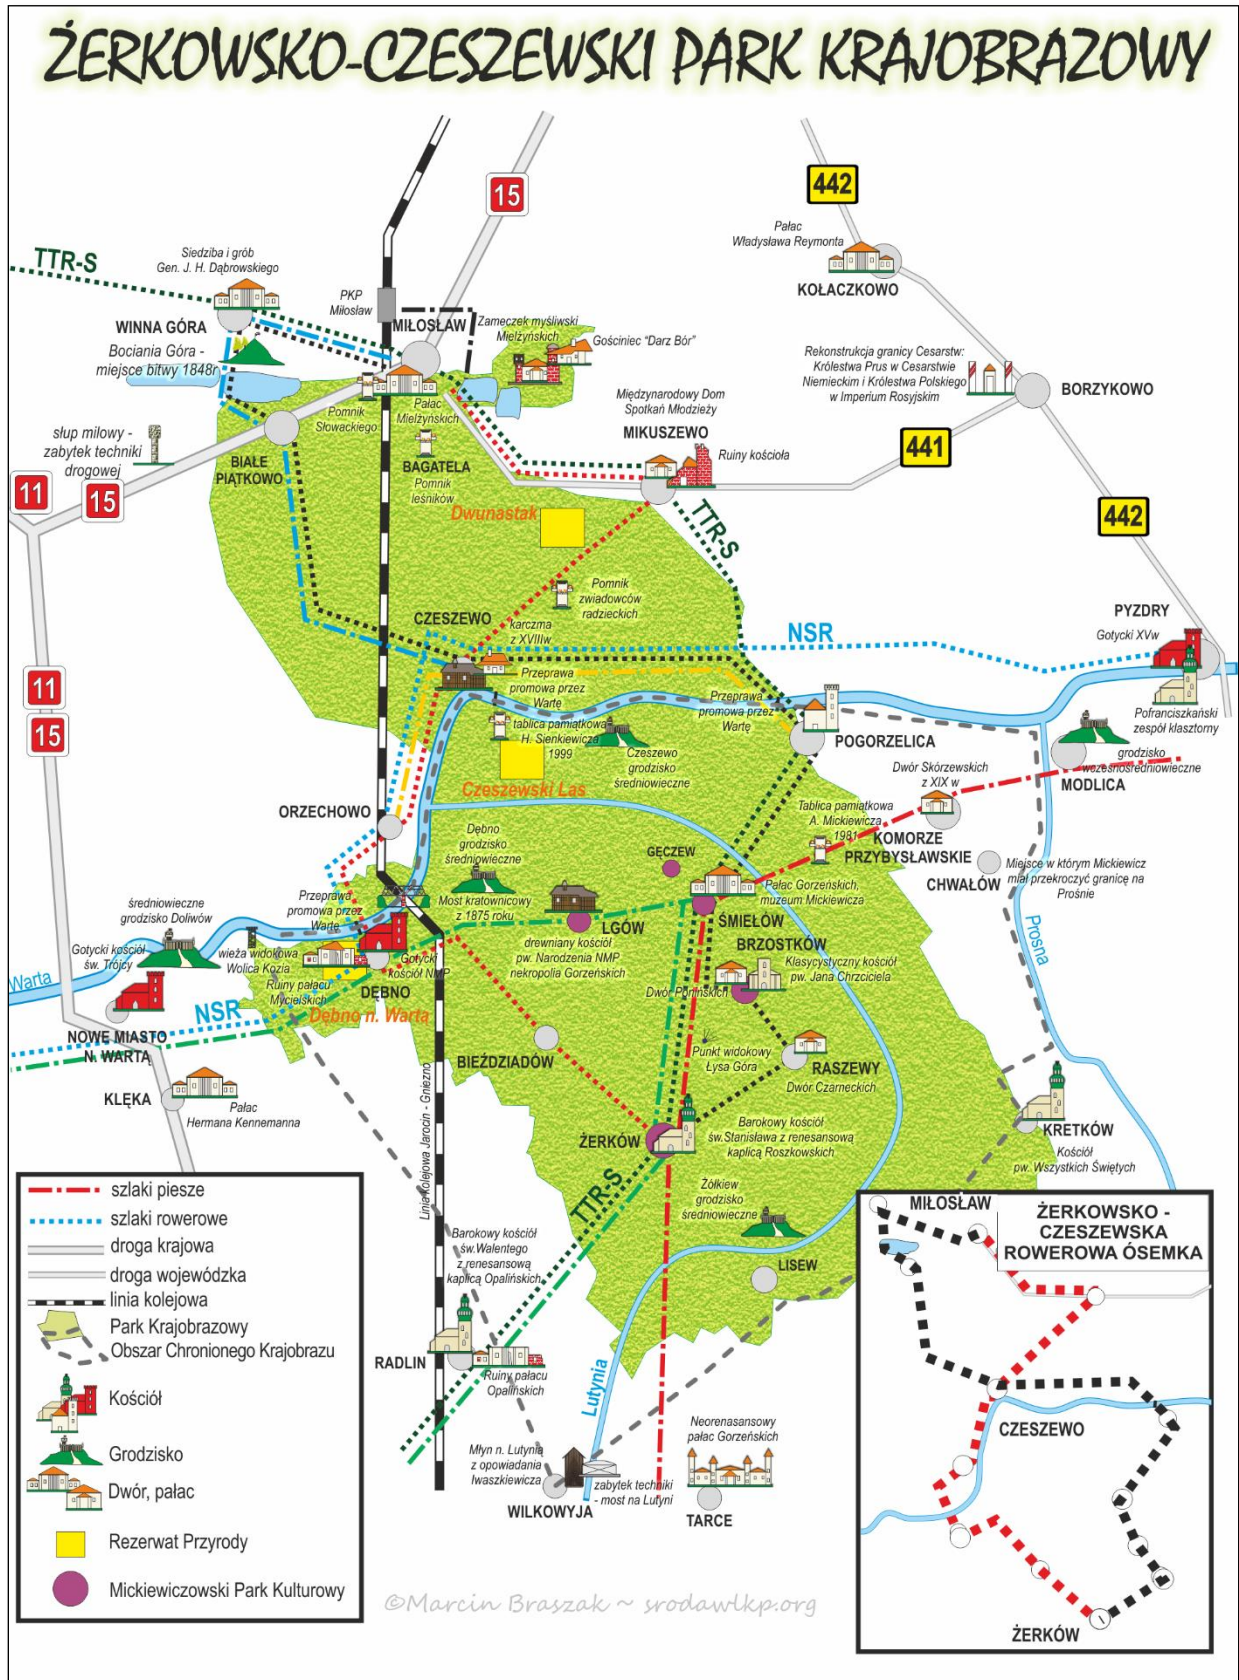 ŻERKOWSKO-CZESZEWSKI PARK KRAJOBRAZOWY
15
442
Pałac
Władysława Reymonta
KOŁACZKOWO
TTR-S
Siedziba i grób
Gen. J. H. Dąbrowskiego
PKP
Miłosław
WINNA GÓRA
MIŁOSŁAW
Zameczek myśliwski
Mielżyńskich
Gościniec "Darz Bór"
Bociania Góra -
miejsce bitwy 1848r
Rekonstrukcja granicy Cesarstw:
Królestwa Prus w Cesarstwie
Niemieckim i Królestwa Polskiego
w Imperium Rosyjskim
BORZYKOWO
Pomnik
Słowackiego
Pałac
Mielżyńskich
Międzynarodowy Dom
Spotkań Młodzieży
MIKUSZEWO
Ruiny kościoła
441
słup milowy -
zabytek techniki
drogowej
BIAŁE
PIĄTKOWO
BAGATELA
Pomnik
leśników
11
15
Dwunastak
TTR-S
442
Pomnik
zwiadowców
radzieckich
CZESZEWO
karczma
z XVIIIw
NSR
PYZDRY
Gotycki XVw
Przeprawa
promowa przez
Wartę
Przeprawa
promowa przez
Wartę
11
15
tablica pamiątkowa
H. Sienkiewicza
1999
Czeszewo
grodzisko
średniowieczne
POGORZELICA
Pofranciszkański
zespół klasztorny
grodzisko
wczesnośredniowieczne
MODLICA
Czeszewski Las
Dwór Skórzewskich
z XIX w
ORZECHOWO
Tablica pamiątkowa
A. Mickiewicza
1981
KOMORZE
PRZYBYSŁAWSKIE
Dębno
grodzisko
średniowieczne
GĘCZEW
CHWAŁÓW
Miejsce w którym Mickiewicz
miał przekroczyć granicę na
Prośnie
Pałac Gorzeńskich,
muzeum Mickiewicza
Przeprawa
promowa przez
Wartę
Most kratownicowy
z 1875 roku
średniowieczne
grodzisko Doliwów
LGÓW
ŚMIEŁÓW
drewniany kościół
pw. Narodzenia NMP
nekropolia Gorzeńskich
BRZOSTKÓW
Klasycystyczny kościół
pw. Jana Chrzciciela
Dwór Ponińskich
Prosna
Gotycki kościół
św. Trójcy
wieża widokowa
Wolica Kozia
Ruiny pałacu
Mycielskich
Gotycki
kościół NMP
DĘBNO
Warta
NSR
Dębno n. Wartą
NOWE MIASTO
N. WARTĄ
BIEŹDZIADÓW
Punkt widokowy
Łysa Góra
RASZEWY
Dwór Czarneckich
KLĘKA
Pałac
Hermana Kennemanna
Linia Kolejowa Jarocin - Gniezno
ŻERKÓW
Barokowy kościół
św.Stanisława z renesansową
kaplicą Roszkowskich
KRETKÓW
Kościół
pw. Wszystkich Świętych
TTR-S
Żółkiew
grodzisko
średniowieczne
LISEW
Barokowy kościół
św.Walentego
z renesansową
kaplicą Opalińskich
RADLIN
Ruiny pałacu
Opalińskich
Lutynia
Neorenasansowy
pałac Gorzeńskich
Młyn n. Lutynią
z opowiadania
Iwaszkiewicza
WILKOWYJA
zabytek techniki
- most na Lutyni
TARCE
szlaki piesze
szlaki rowerowe
droga krajowa
droga wojewódzka
linia kolejowa
Park Krajobrazowy
Obszar Chronionego Krajobrazu
Kościół
Grodzisko
Dwór, pałac
Rezerwat Przyrody
Mickiewiczowski Park Kulturowy
©Marcin Braszak ~ srodawlkp.org
MIŁOSŁAW
ŻERKOWSKO -
CZESZEWSKA
ROWEROWA ÓSEMKA
CZESZEWO
ŻERKÓW